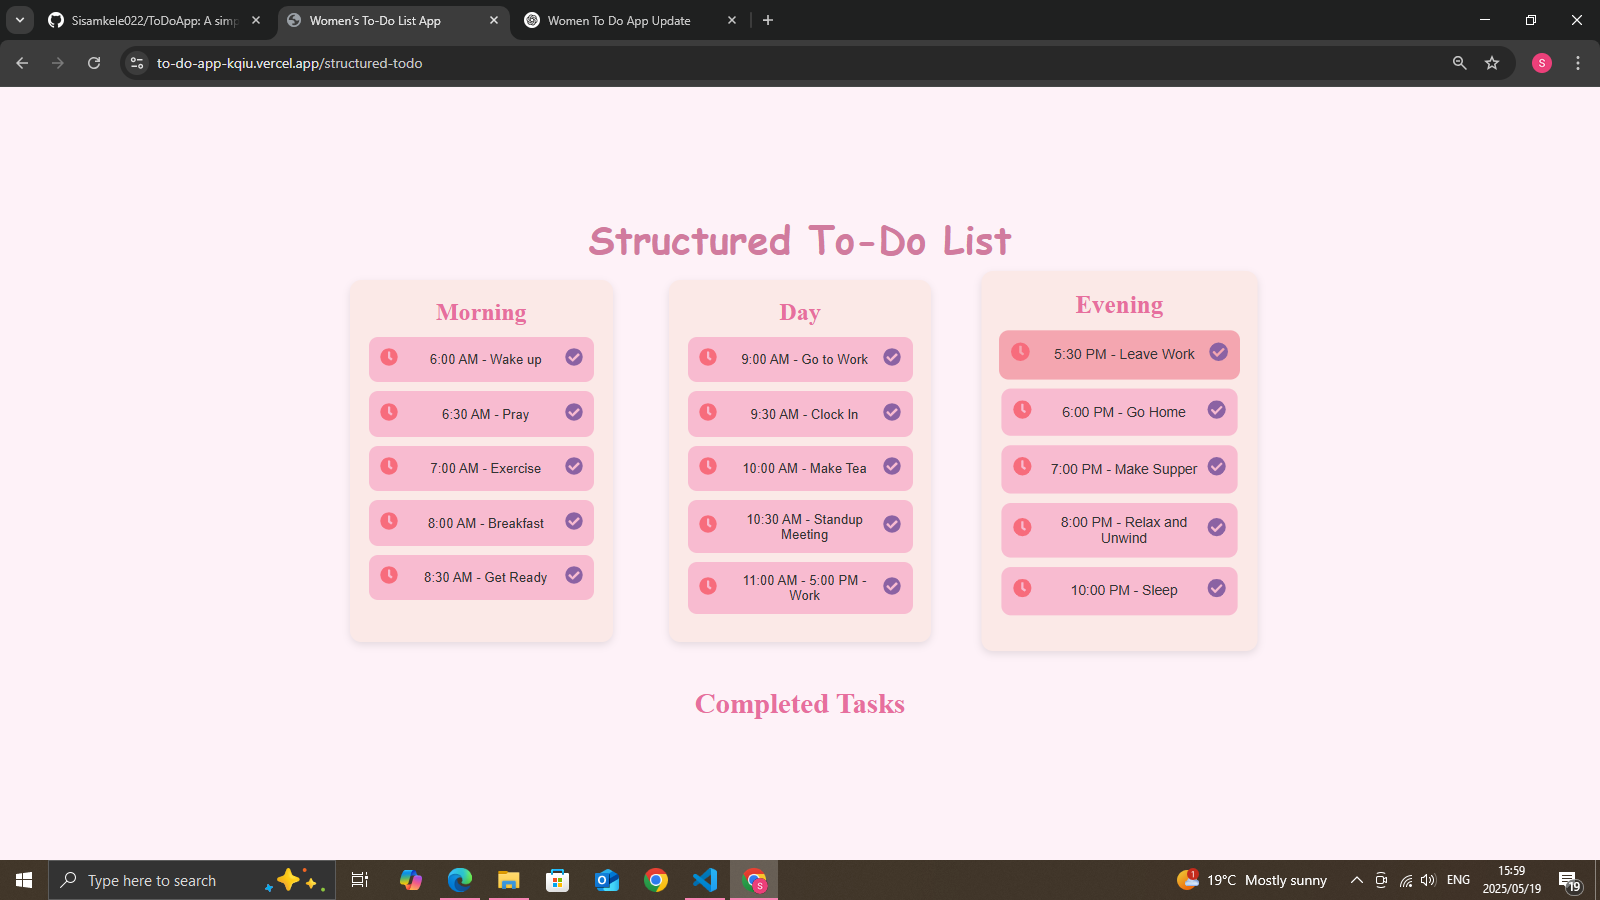 Sisamkele022/ToDoApp: A simp
Women's To-Do List App
Women To Do App Update
to-do-app-kqiu.vercel.app/structured-todo
S
Structured To-Do List
Morning
6:00 AM - Wake up
6:30 AM - Pray
7:00 AM - Exercise
8:00 AM - Breakfast
8:30 AM - Get Ready
Day
9:00 AM - Go to Work
9:30 AM - Clock In
10:00 AM - Make Tea
10:30 AM - Standup
Meeting
11:00 AM - 5:00 PM -
Work
Evening
5:30 PM - Leave Work
6:00 PM - Go Home
7:00 PM - Make Supper
8:00 PM - Relax and
Unwind
10:00 PM - Sleep
Completed Tasks
Type here to search
S
1
19°C Mostly sunny
ENG
15:59
2025/05/19
19